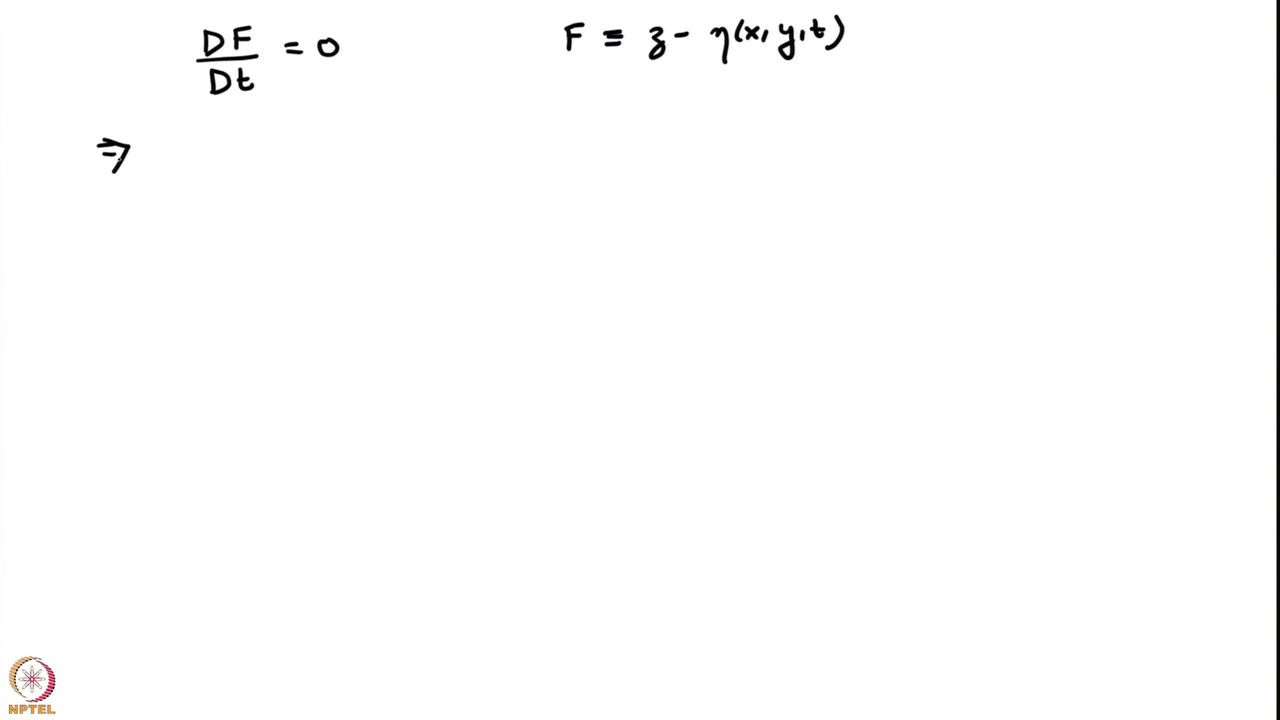 DF/Dt = 0    F ≡ z - η(x, y, t)
⇒
NPTEL